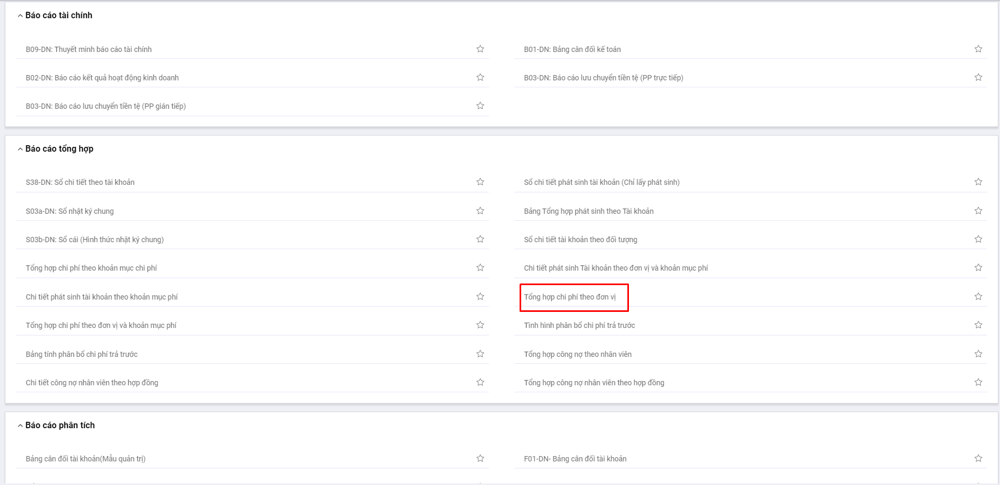 Báo cáo tài chính
B09-DN: Thuyết minh báo cáo tài chính
B01-DN: Bảng cân đối kế toán
B02-DN: Báo cáo kết quả hoạt động kinh doanh
B03-DN: Báo cáo lưu chuyển tiền tệ (PP trực tiếp)
B03-DN: Báo cáo lưu chuyển tiền tệ (PP gián tiếp)
Báo cáo tổng hợp
S38-DN: Sổ chi tiết theo tài khoản
Sổ chi tiết phát sinh tài khoản (Chỉ lấy phát sinh)
S03a-DN: Sổ nhật ký chung
Bảng Tổng hợp phát sinh theo Tài khoản
S03b-DN: Sổ cái (Hình thức nhật ký chung)
Sổ chi tiết tài khoản theo đối tượng
Tổng hợp chi phí theo khoản mục chi phí
Chi tiết phát sinh Tài khoản theo đơn vị và khoản mục phí
Chi tiết phát sinh tài khoản theo khoản mục phí
Tổng hợp chi phí theo đơn vị
Tổng hợp chi phí theo đơn vị và khoản mục phí
Tình hình phân bổ chi phí trả trước
Bảng tính phân bổ chi phí trả trước
Tổng hợp công nợ theo nhân viên
Chi tiết công nợ nhân viên theo hợp đồng
Tổng hợp công nợ nhân viên theo hợp đồng
Báo cáo phân tích
Bảng cân đối tài khoản(Mẫu quản trị)
F01-DN- Bảng cân đối tài khoản